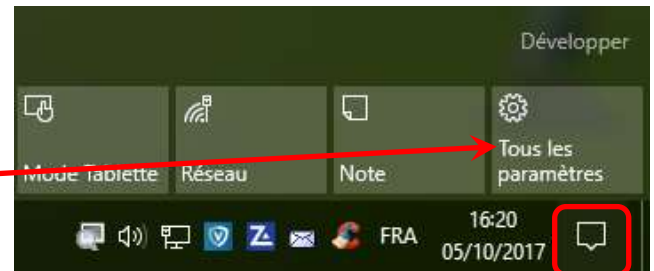 Développer
Mode Tablette
Réseau
Note
Tous les
paramètres
FRA
16:20
05/10/2017